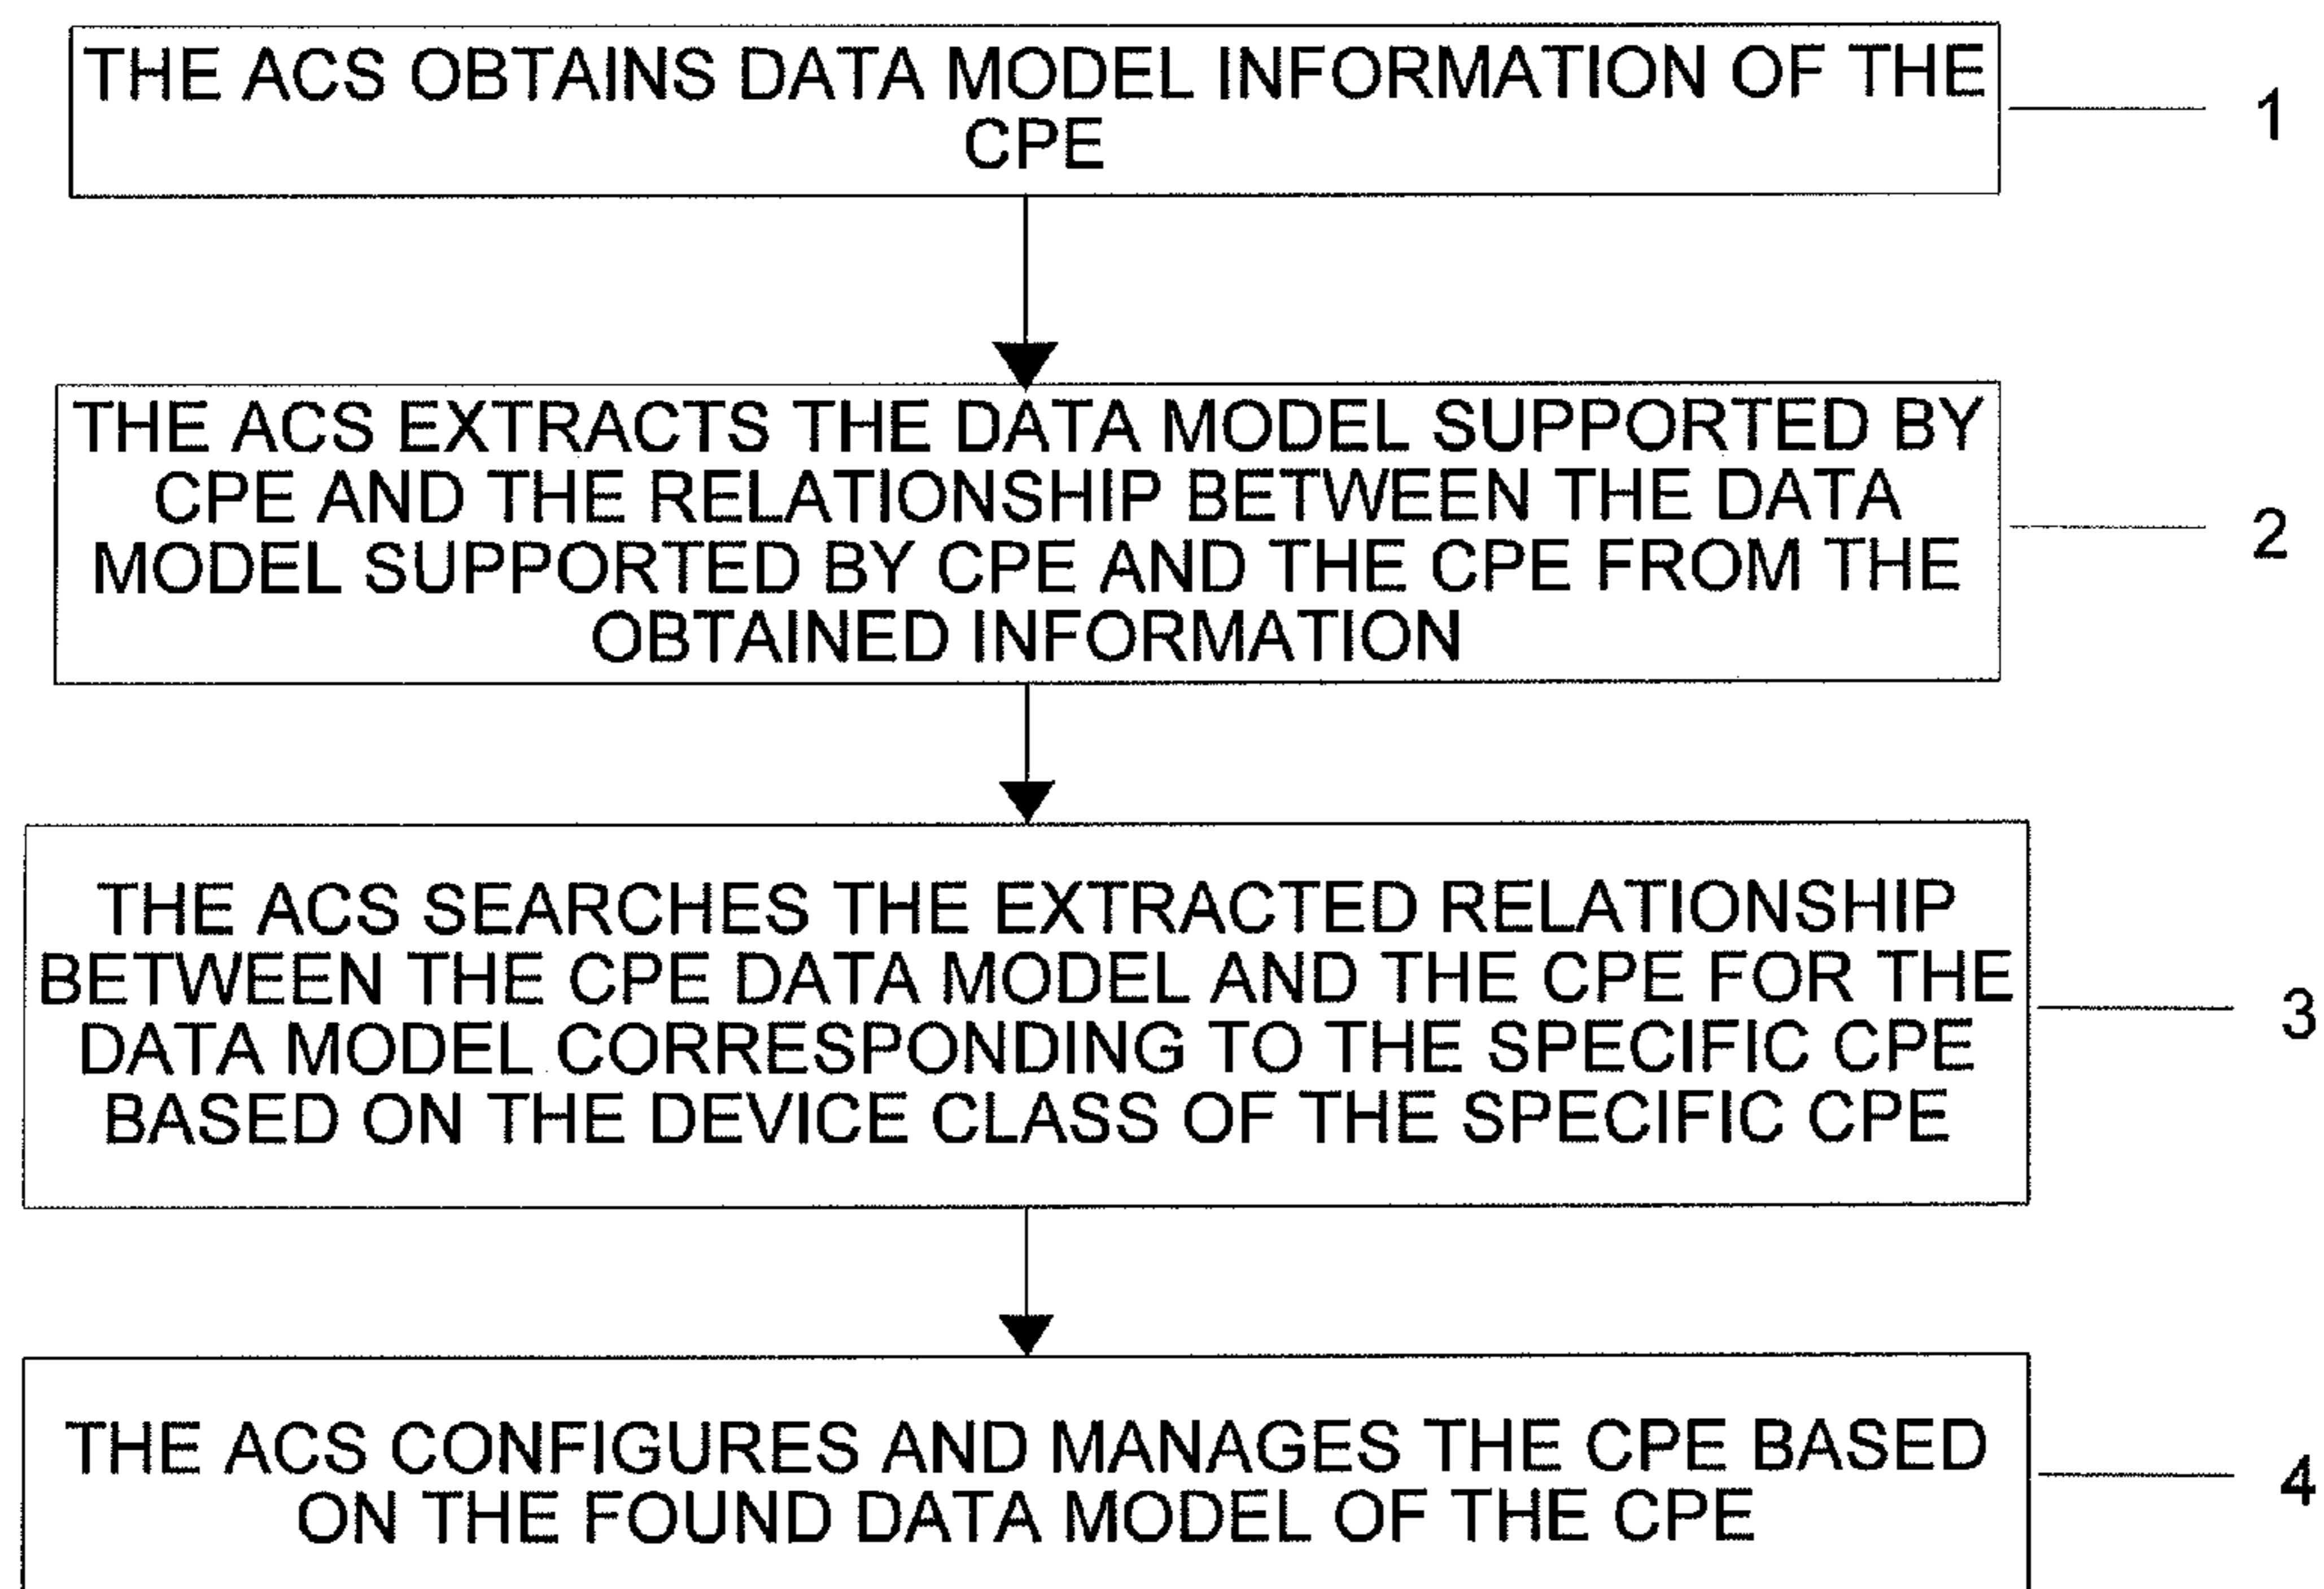 THE ACS OBTAINS DATA MODEL INFORMATION OF THE
CPE
1
THE ACS EXTRACTS THE DATA MODEL SUPPORTED BY
CPE AND THE RELATIONSHIP BETWEEN THE DATA
MODEL SUPPORTED BY CPE AND THE CPE FROM THE
OBTAINED INFORMATION
2
THE ACS SEARCHES THE EXTRACTED RELATIONSHIP
BETWEEN THE CPE DATA MODEL AND THE CPE FOR THE
DATA MODEL CORRESPONDING TO THE SPECIFIC CPE
BASED ON THE DEVICE CLASS OF THE SPECIFIC CPE
3
THE ACS CONFIGURES AND MANAGES THE CPE BASED
ON THE FOUND DATA MODEL OF THE CPE
4